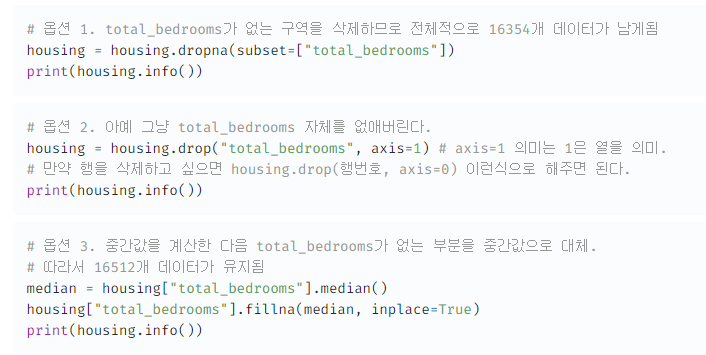 # 옵션 1. total_bedrooms가 없는 구역을 삭제하므로 전체적으로 16354개 데이터가 남게됨
housing = housing.dropna(subset=["total_bedrooms"])
print(housing.info())
# 옵션 2. 아예 그냥 total_bedrooms 자체를 없애버린다.
housing = housing.drop("total_bedrooms", axis=1) # axis=1 의미는 1은 열을 의미.
# 만약 행을 삭제하고 싶으면 housing.drop(행번호, axis=0) 이런식으로 해주면 된다.
print(housing.info())
# 옵션 3. 중간값을 계산한 다음 total_bedrooms가 없는 부분을 중간값으로 대체.
# 따라서 16512개 데이터가 유지됨
median = housing["total_bedrooms"].median()
housing["total_bedrooms"].fillna(median, inplace=True)
print(housing.info())